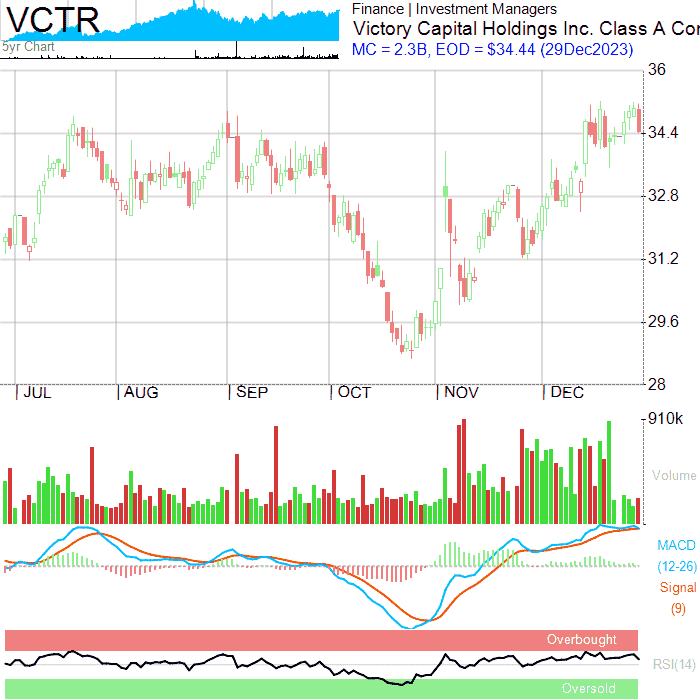 VCTR
5yr Chart
Finance | Investment Managers
Victory Capital Holdings Inc. Class A Cor
MC = 2.3B, EOD = $34.44 (29Dec2023)
36
34.4
32.8
31.2
29.6
28
JUL AUG SEP OCT NOV DEC
910k
Volume
MACD
(12-26)
Signal
(9)
Overbought
RSI(14)
Oversold